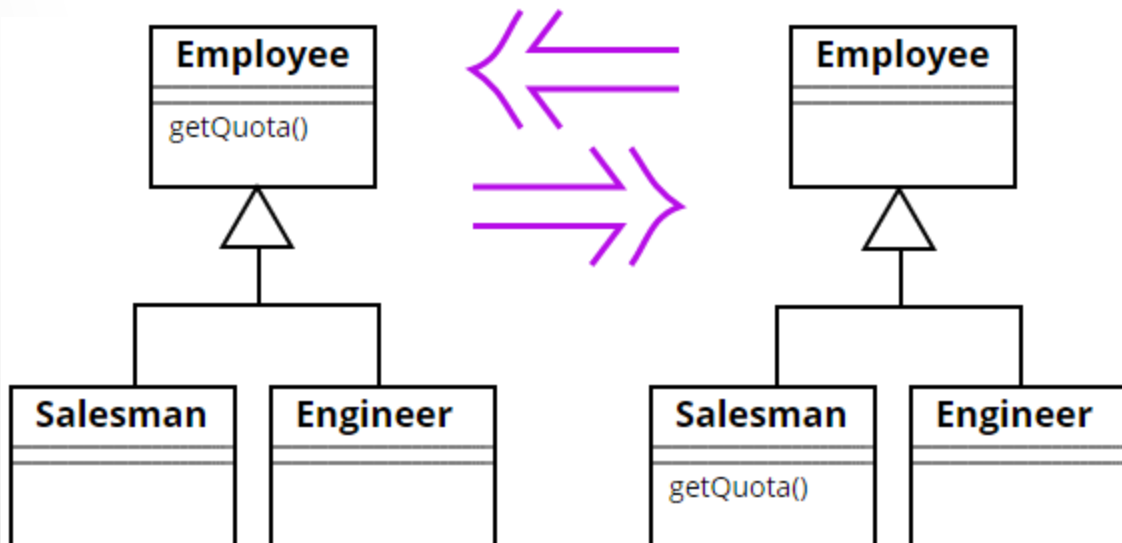 Employee
getQuota()
Salesman
Engineer
Employee
Salesman
getQuota()
Engineer